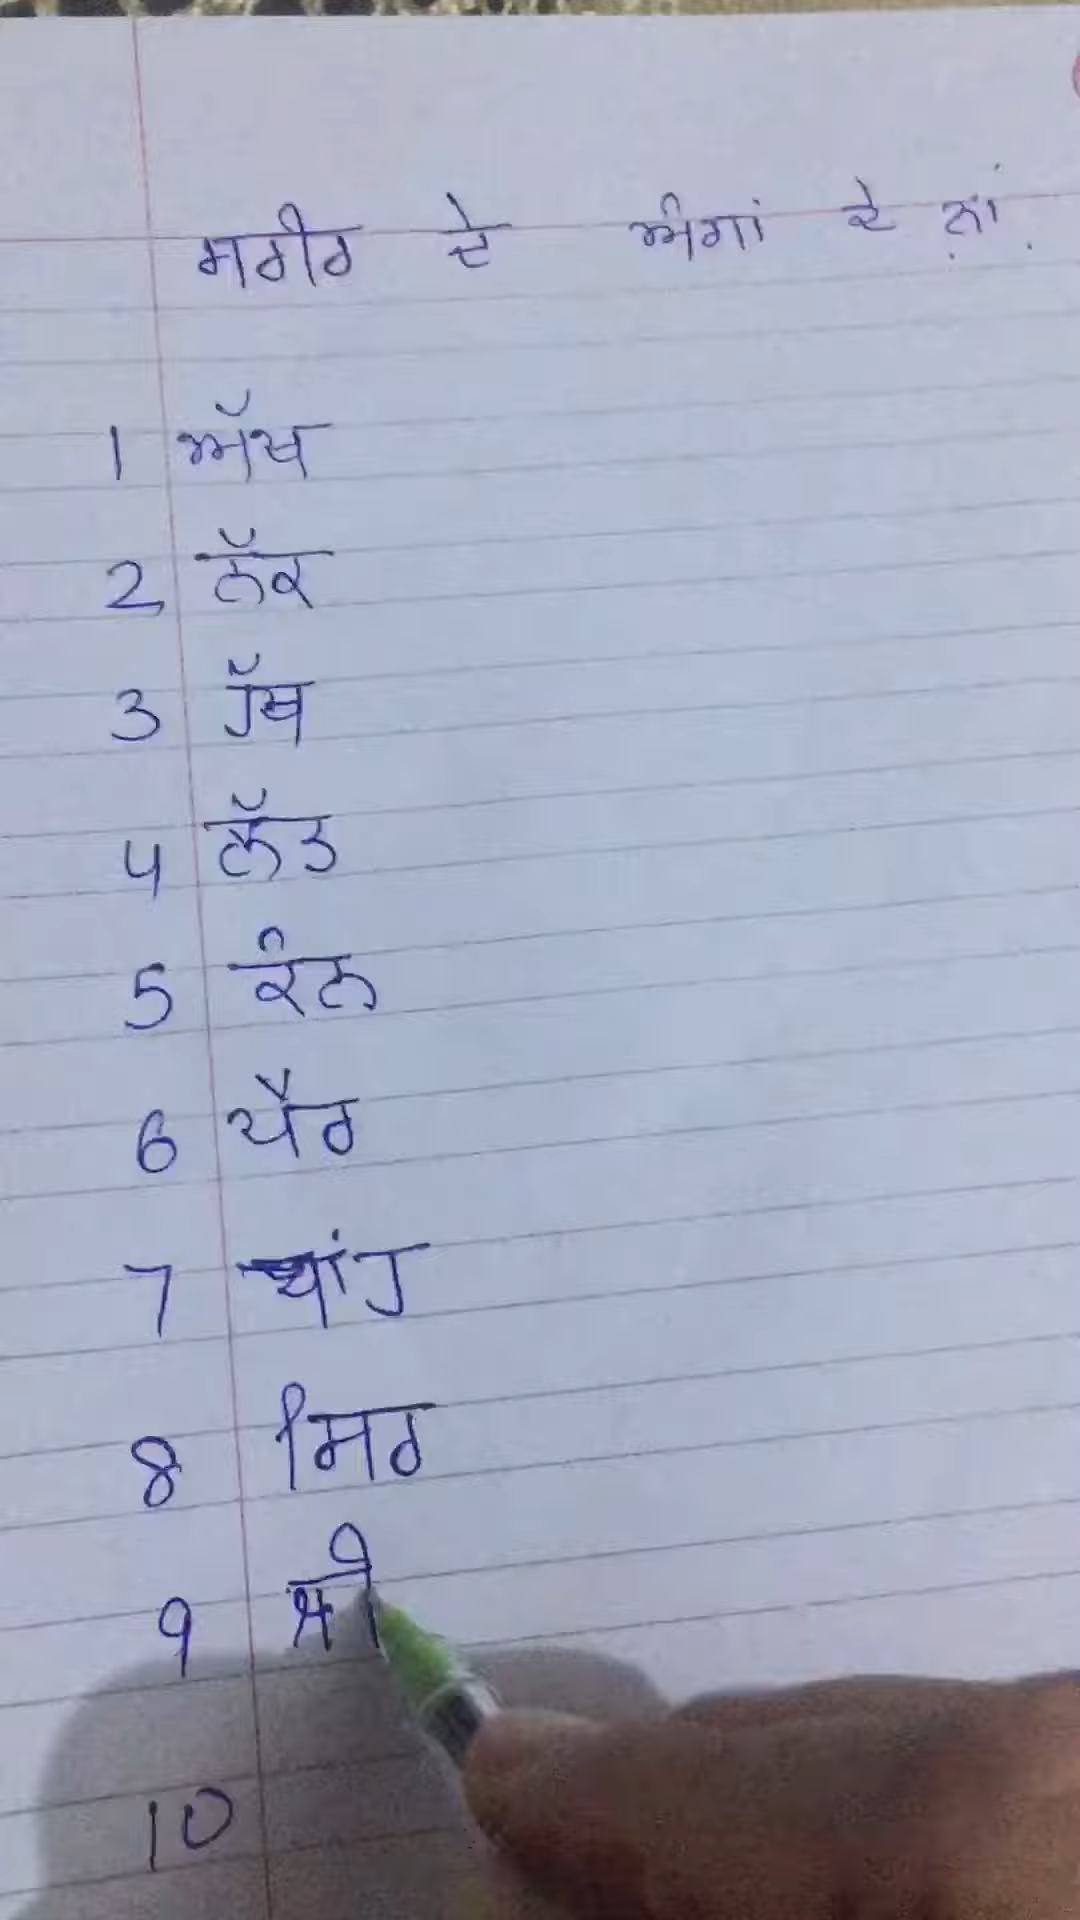 ਸਰੀਰ ਦੇ ਅੰਗਾਂ ਦੇ ਨਾਂ
1 ਅੱਖ
2 ਨੱਕ
3 ਹੱਥ
4 ਲੱਤ
5 ਕੰਨ
6 ਪੈਰ
7 ਬਾਂਹ
8 ਸਿਰ
9
10